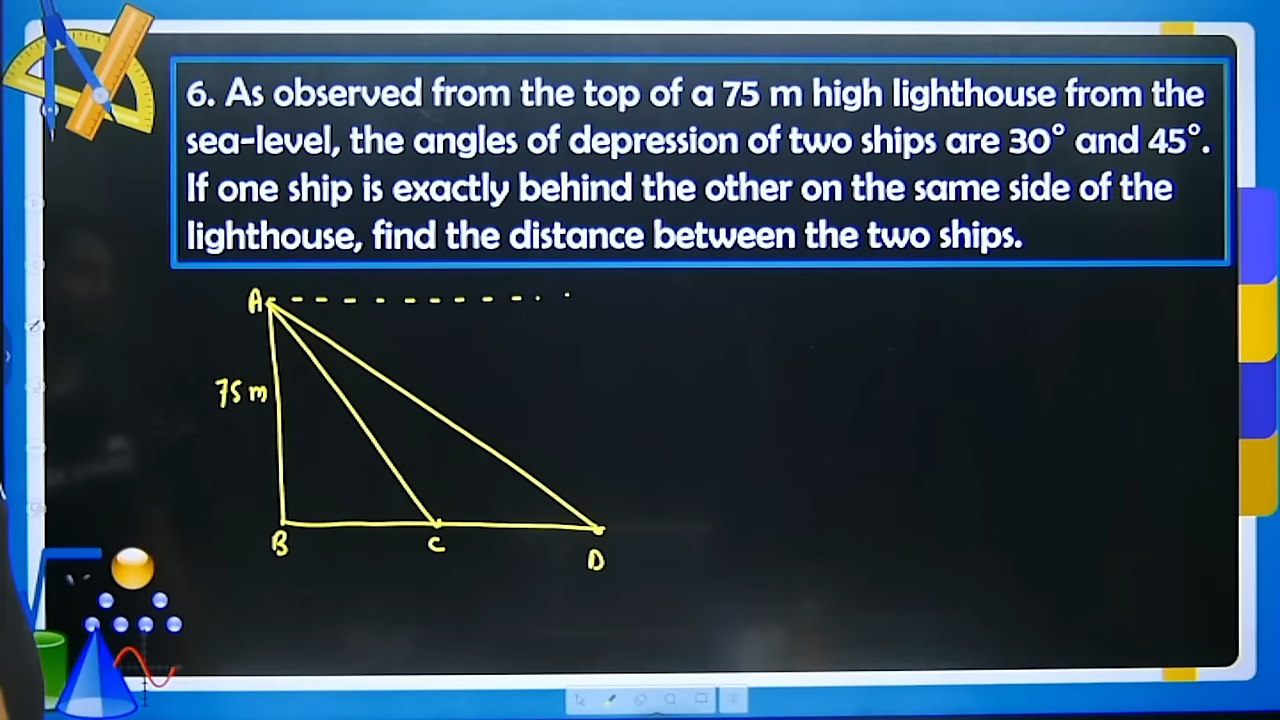 6. As observed from the top of a 75 m high lighthouse from the
sea-level, the angles of depression of two ships are 30° and 45°.
If one ship is exactly behind the other on the same side of the
lighthouse, find the distance between the two ships.
A
75 m
B
C
D